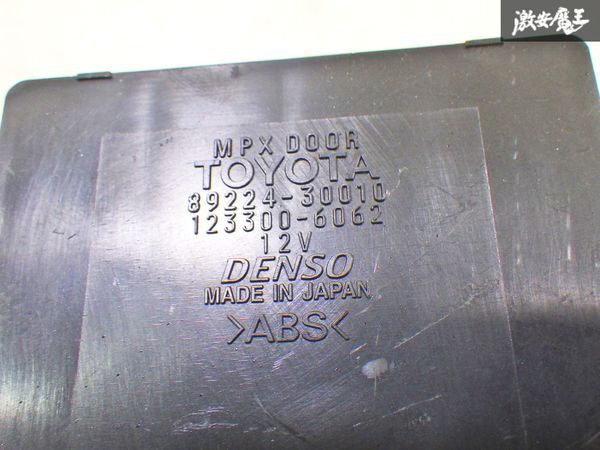 激安魔王
MPX DOOR
TOYOTA
89224-30010
123300-6062
12V
DENSO
MADE IN JAPAN
>ABS<